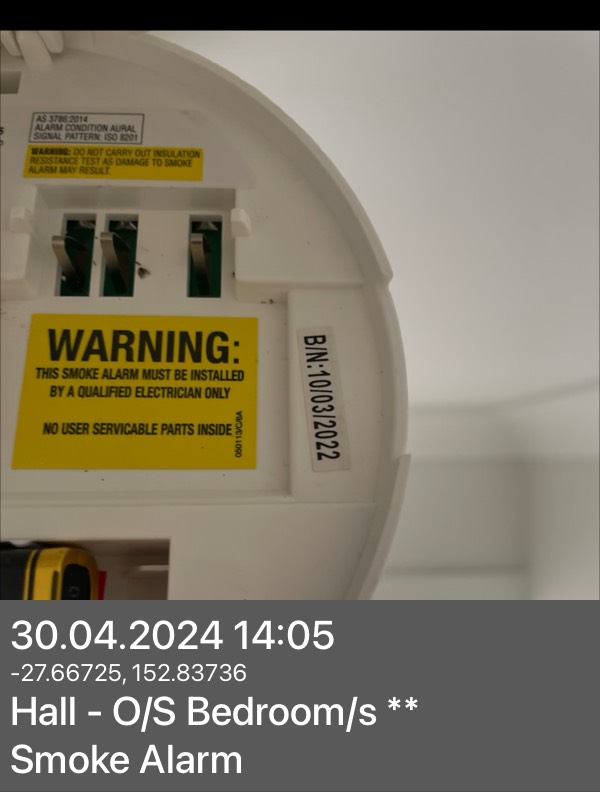 AS 3786:2014
ALARM CONDITION AURAL
SIGNAL PATTERN: ISO 8201
WARNING: DO NOT CARRY OUT INSULATION
RESISTANCE TEST AS DAMAGE TO SMOKE
ALARM MAY RESULT.
WARNING:
THIS SMOKE ALARM MUST BE INSTALLED
BY A QUALIFIED ELECTRICIAN ONLY
NO USER SERVICABLE PARTS INSIDE
050113/C/6A
B/N:10/03/2022
30.04.2024 14:05
-27.66725, 152.83736
Hall - O/S Bedroom/s **
Smoke Alarm